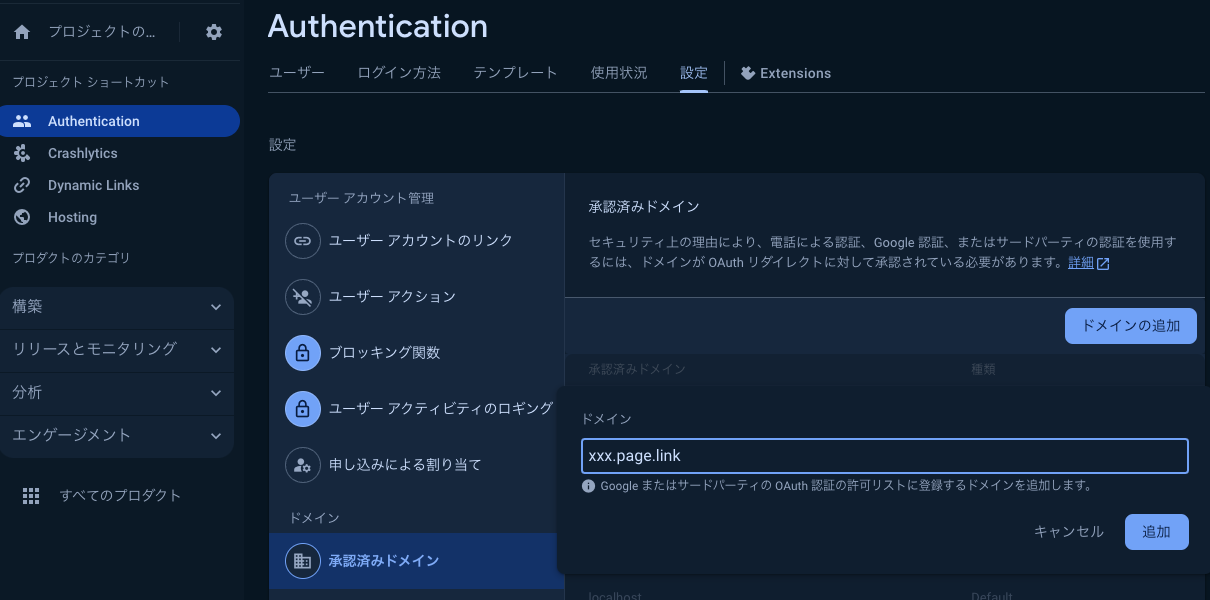 Authentication
プロジェクトの...
プロジェクト ショートカット
Authentication
Crashlytics
Dynamic Links
Hosting
プロダクトのカテゴリ
構築
リリースとモニタリング
分析
エンゲージメント
すべてのプロダクト
ユーザー
ログイン方法
テンプレート
使用状況
設定
Extensions
設定
ユーザー アカウント管理
ユーザー アカウントのリンク
ユーザー アクション
ブロッキング関数
ユーザー アクティビティのロギング
申し込みによる割り当て
ドメイン
承認済みドメイン
承認済みドメイン
セキュリティ上の理由により、電話による認証、Google 認証、またはサードパーティの認証を使用す
るには、ドメインが OAuth リダイレクトに対して承認されている必要があります。詳細
ドメインの追加
承認済みドメイン
種類
ドメイン
xxx.page.link
Google またはサードパーティの OAuth 認証の許可リストに登録するドメインを追加します。
キャンセル
追加
localhost
Default